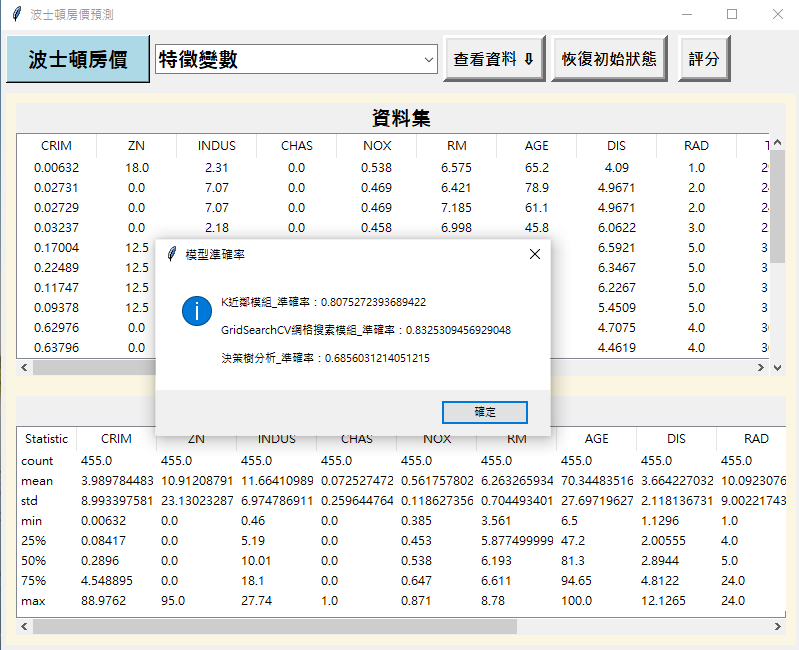 波士頓房價預測
波士頓房價 特徵變數 查看資料 ⇩ 恢復初始狀態 評分
資料集
CRIM ZN INDUS CHAS NOX RM AGE DIS RAD
0.00632 18.0 2.31 0.0 0.538 6.575 65.2 4.09 1.0
0.02731 0.0 7.07 0.0 0.469 6.421 78.9 4.9671 2.0
0.02729 0.0 7.07 0.0 0.469 7.185 61.1 4.9671 2.0
0.03237 0.0 2.18 0.0 0.458 6.998 45.8 6.0622 3.0
0.17004 12.5 6.5921 5.0
0.22489 12.5 6.3467 5.0
0.11747 12.5 6.2267 5.0
0.09378 12.5 5.4509 5.0
0.62976 0.0 4.7075 4.0
0.63796 0.0 4.4619 4.0
模型準確率
K近鄰模組_準確率：0.8075272393689422
GridSearchCV網格搜索模組_準確率：0.8325309456929048
決策樹分析_準確率：0.6856031214051215
確定
Statistic CRIM ZN INDUS CHAS NOX RM AGE DIS RAD
count 455.0 455.0 455.0 455.0 455.0 455.0 455.0 455.0 455.0
mean 3.989784483 10.91208791 11.66410989 0.072527472 0.561757802 6.263265934 70.34483516 3.664227032 10.0923076
std 8.993397581 23.13023287 6.974786911 0.259644764 0.118627356 0.704493401 27.69719627 2.118136731 9.00221743
min 0.00632 0.0 0.46 0.0 0.385 3.561 6.5 1.1296 1.0
25% 0.08417 0.0 5.19 0.0 0.453 5.877499999 47.2 2.00555 4.0
50% 0.2896 0.0 10.01 0.0 0.538 6.193 81.3 2.8944 5.0
75% 4.548895 0.0 18.1 0.0 0.647 6.611 94.65 4.8122 24.0
max 88.9762 95.0 27.74 1.0 0.871 8.78 100.0 12.1265 24.0